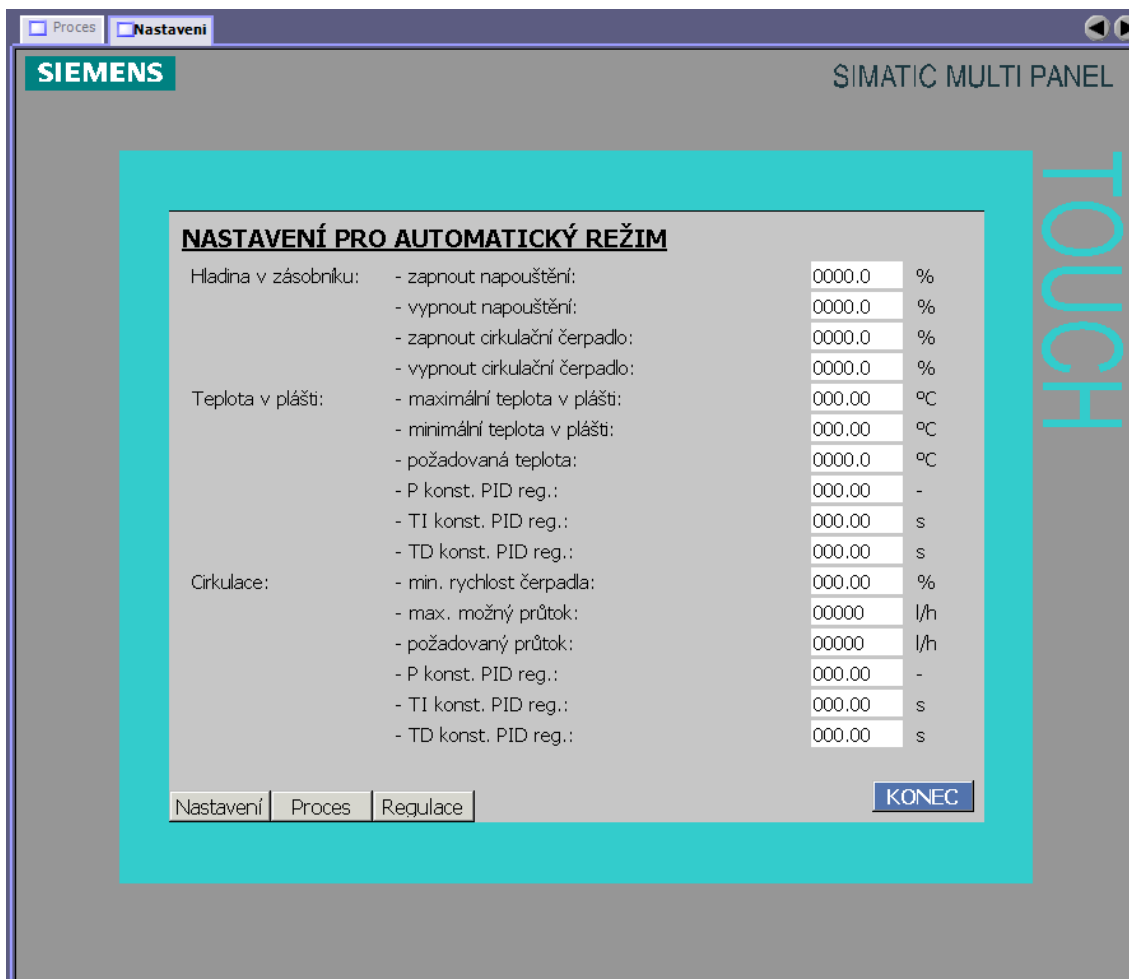 Proces Nastaveni
SIEMENS
SIMATIC MULTI PANEL
TOUCH
NASTAVENÍ PRO AUTOMATICKÝ REŽIM
Hladina v zásobníku: - zapnout napouštění: 0000.0 %
- vypnout napouštění: 0000.0 %
- zapnout cirkulační čerpadlo: 0000.0 %
- vypnout cirkulační čerpadlo: 0000.0 %
Teplota v plášti: - maximální teplota v plášti: 000.00 ºC
- minimální teplota v plášti: 000.00 ºC
- požadovaná teplota: 0000.0 ºC
- P konst. PID reg.: 000.00 -
- TI konst. PID reg.: 000.00 s
- TD konst. PID reg.: 000.00 s
Cirkulace: - min. rychlost čerpadla: 000.00 %
- max. možný průtok: 00000 l/h
- požadovaný průtok: 00000 l/h
- P konst. PID reg.: 000.00 -
- TI konst. PID reg.: 000.00 s
- TD konst. PID reg.: 000.00 s
Nastavení Proces Regulace KONEC